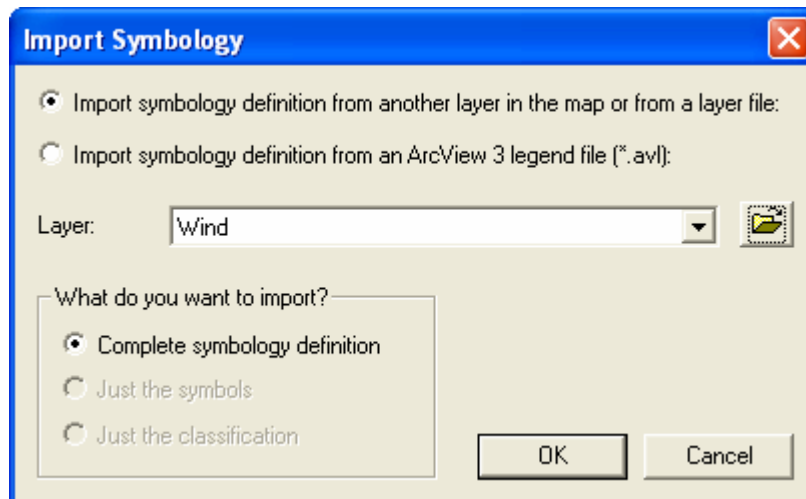 Import Symbology
Import symbology definition from another layer in the map or from a layer file:
Import symbology definition from an ArcView 3 legend file (*.avl):
Layer: Wind
What do you want to import?
Complete symbology definition
Just the symbols
Just the classification
OK Cancel